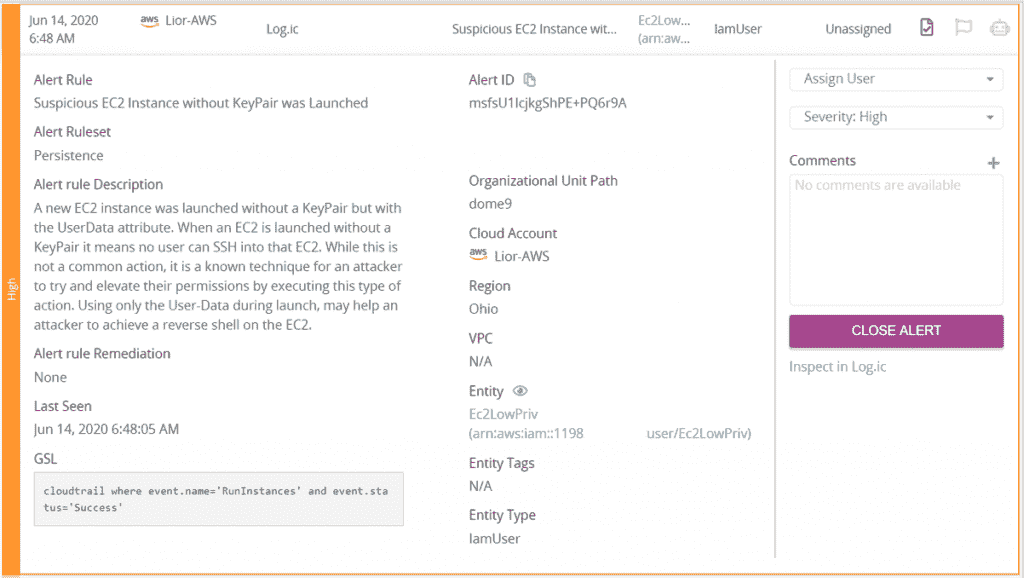 Jun 14, 2020
6:48 AM
aws Lior-AWS
Log.ic
Suspicious EC2 Instance wit...
Ec2Low...
(arn:aw...
IamUser
Unassigned
High
Alert Rule
Suspicious EC2 Instance without KeyPair was Launched
Alert Ruleset
Persistence
Alert rule Description
A new EC2 instance was launched without a KeyPair but with
the UserData attribute. When an EC2 is launched without a
KeyPair it means no user can SSH into that EC2. While this is
not a common action, it is a known technique for an attacker
to try and elevate their permissions by executing this type of
action. Using only the User-Data during launch, may help an
attacker to achieve a reverse shell on the EC2.
Alert rule Remediation
None
Last Seen
Jun 14, 2020 6:48:05 AM
GSL
cloudtrail where event.name='RunInstances' and event.sta
tus='Success'
Alert ID
msfsU1IcjkgShPE+PQ6r9A
Organizational Unit Path
dome9
Cloud Account
aws Lior-AWS
Region
Ohio
VPC
N/A
Entity
Ec2LowPriv
(arn:aws:iam::1198 user/Ec2LowPriv)
Entity Tags
N/A
Entity Type
IamUser
Assign User
Severity: High
Comments +
No comments are available
CLOSE ALERT
Inspect in Log.ic